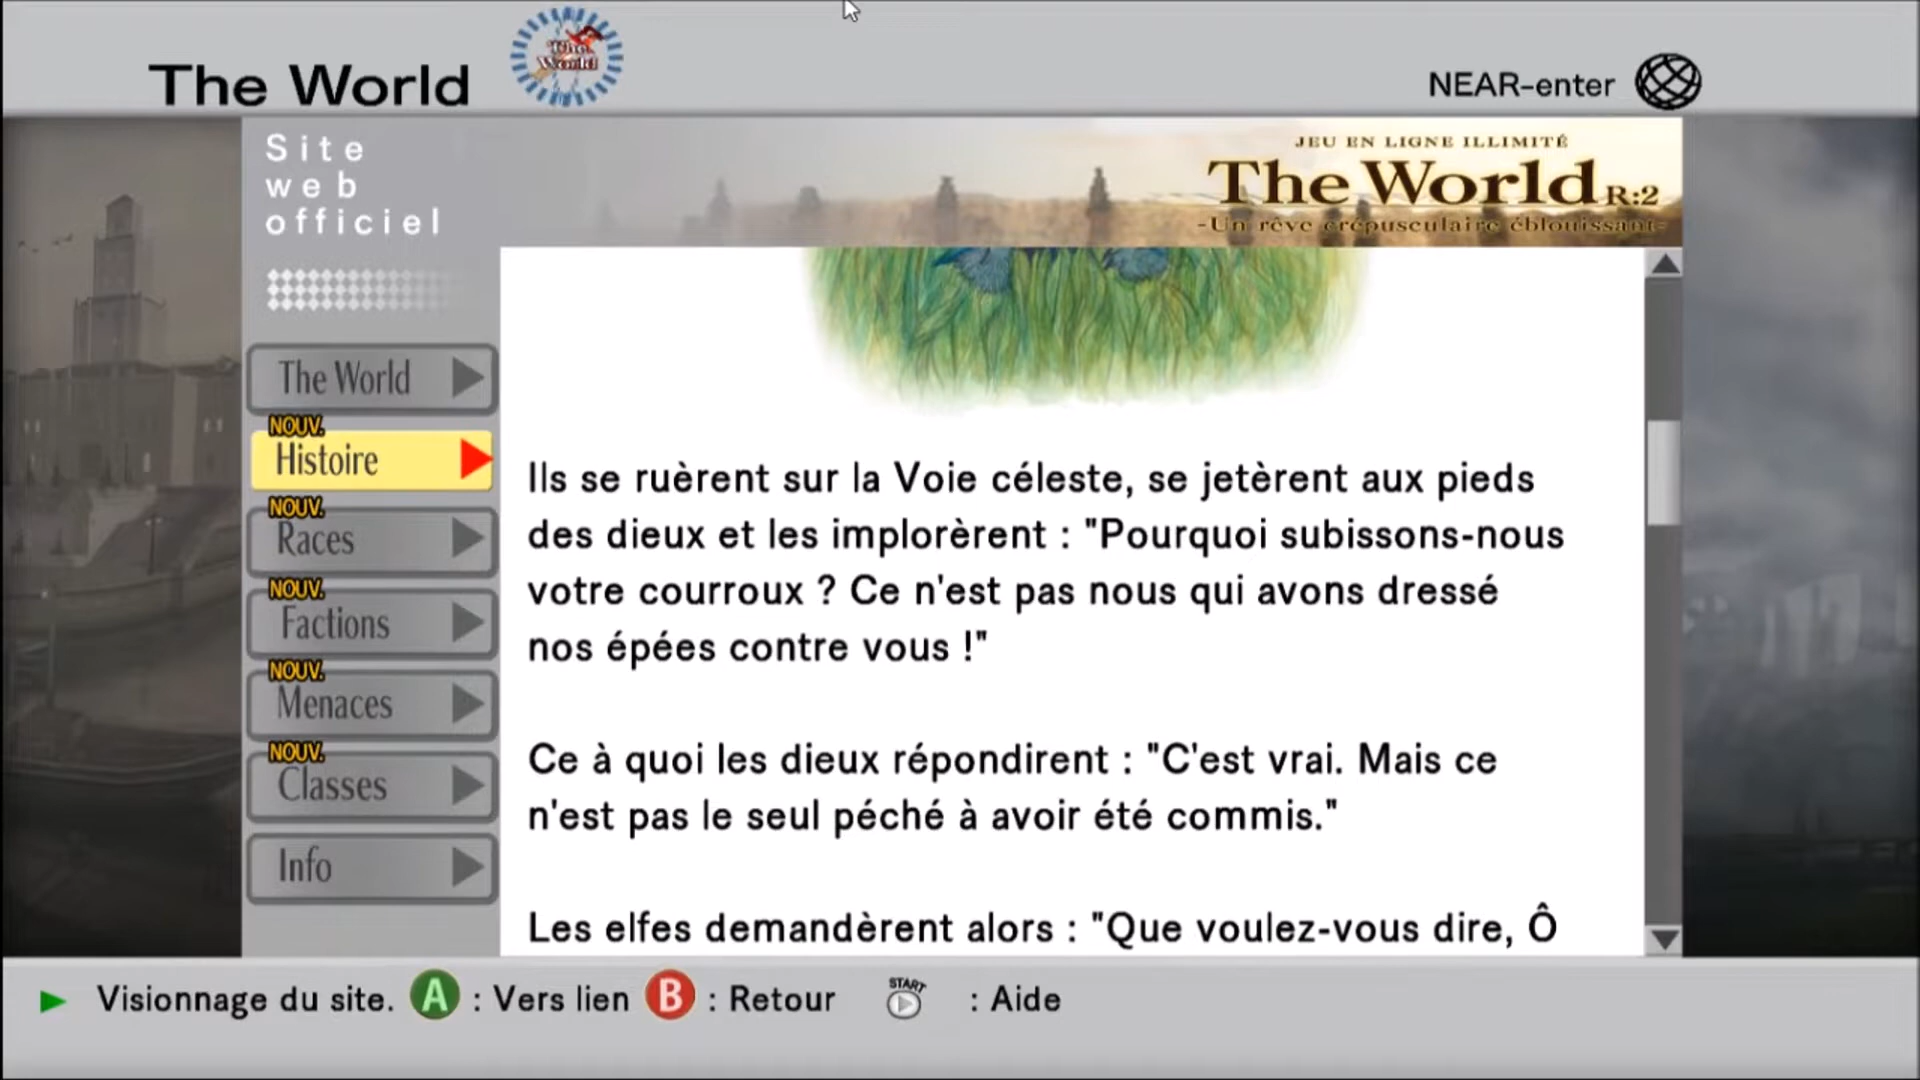 The World
The World
NEAR-enter
Site
web
officiel
JEU EN LIGNE ILLIMITÉ
The World R:2
-Un rêve crépusculaire éblouissant-
The World
NOUV.
Histoire
NOUV.
Races
NOUV.
Factions
NOUV.
Menaces
NOUV.
Classes
Info
Ils se ruèrent sur la Voie céleste, se jetèrent aux pieds
des dieux et les implorèrent : "Pourquoi subissons-nous
votre courroux ? Ce n'est pas nous qui avons dressé
nos épées contre vous !"
Ce à quoi les dieux répondirent : "C'est vrai. Mais ce
n'est pas le seul péché à avoir été commis."
Les elfes demandèrent alors : "Que voulez-vous dire, Ô
Visionnage du site. A : Vers lien B : Retour START : Aide